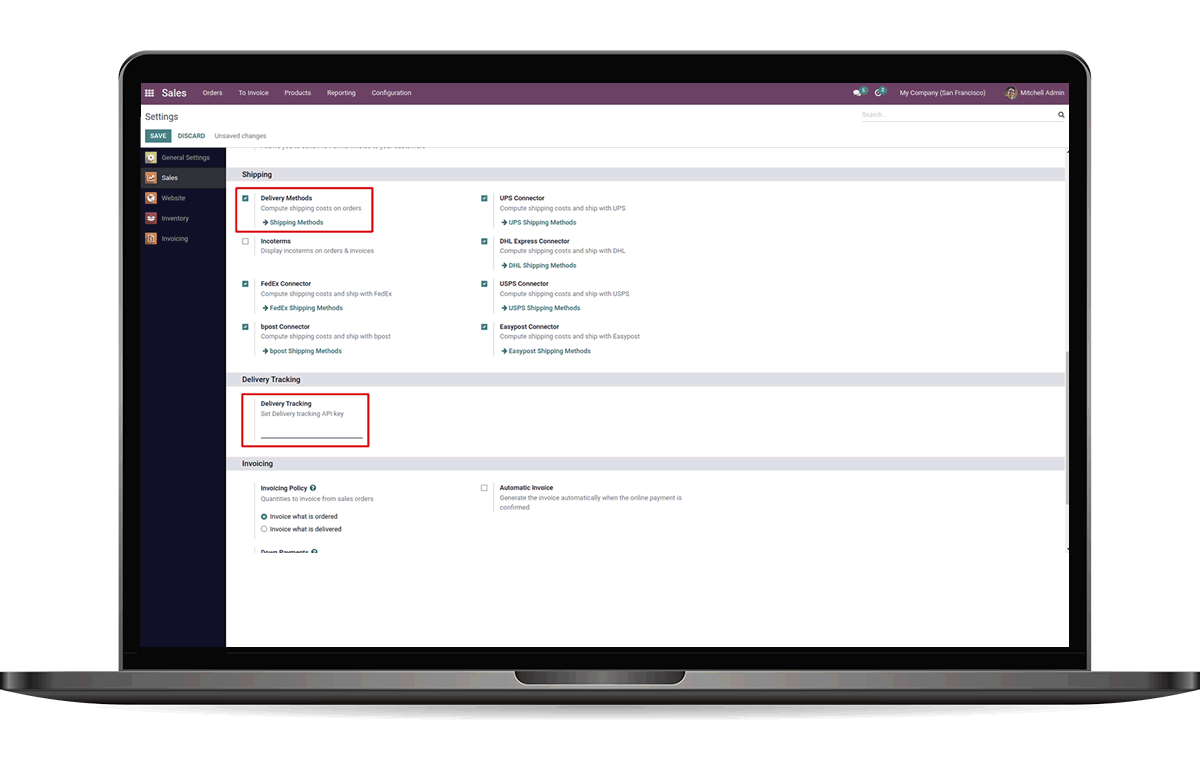 Sales Orders To Invoice Products Reporting Configuration 5 2 My Company (San Francisco) Mitchell Admin
Settings Search...
SAVE DISCARD Unsaved changes
General Settings
Sales
Website
Inventory
Invoicing
Shipping
Delivery Methods
Compute shipping costs on orders
Shipping Methods
UPS Connector
Compute shipping costs and ship with UPS
UPS Shipping Methods
Incoterms
Display incoterms on orders & invoices
DHL Express Connector
Compute shipping costs and ship with DHL
DHL Shipping Methods
FedEx Connector
Compute shipping costs and ship with FedEx
FedEx Shipping Methods
USPS Connector
Compute shipping costs and ship with USPS
USPS Shipping Methods
bpost Connector
Compute shipping costs and ship with bpost
bpost Shipping Methods
Easypost Connector
Compute shipping costs and ship with Easypost
Easypost Shipping Methods
Delivery Tracking
Delivery Tracking
Set Delivery tracking API key
Invoicing
Invoicing Policy ?
Quantities to invoice from sales orders
Invoice what is ordered
Invoice what is delivered
Automatic Invoice
Generate the invoice automatically when the online payment is
confirmed
Down Payments ?